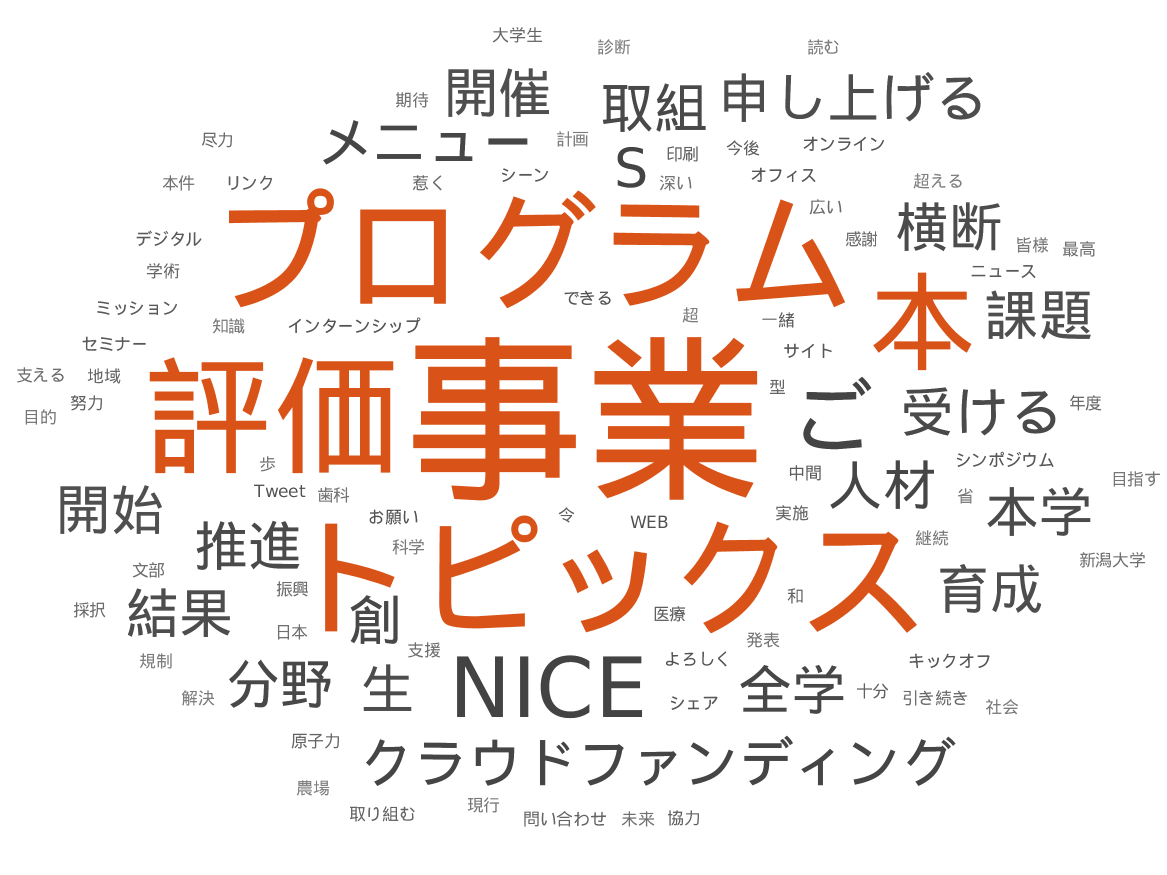 大学生
診断
読む
開催
取組
申し上げる
期待
メニュー
計画
尽力
S
印刷
今後
オンライン
本件
リンク
惹く
シーン
深い
オフィス
超える
プログラム
広い
横断
デジタル
感謝
皆様
最高
学術
ニュース
ミッション
できる
本
課題
知識
インターンシップ
超
一緒
セミナー
サイト
支える
地域
評価
事業
型
ご
受ける
年度
目的
努力
歩
中間
シンポジウム
Tweet
歯科
人材
省
目指す
開始
推進
お願い
令
WEB
実施
本学
科学
トピックス
継続
新潟大学
文部
振興
育成
採択
結果
創
医療
和
日本
支援
発表
規制
よろしく
キックオフ
解決
分野
生
NICE
シェア
全学
十分
引き続き
社会
原子力
クラウドファンディング
農場
取り組む
現行
問い合わせ
未来
協力